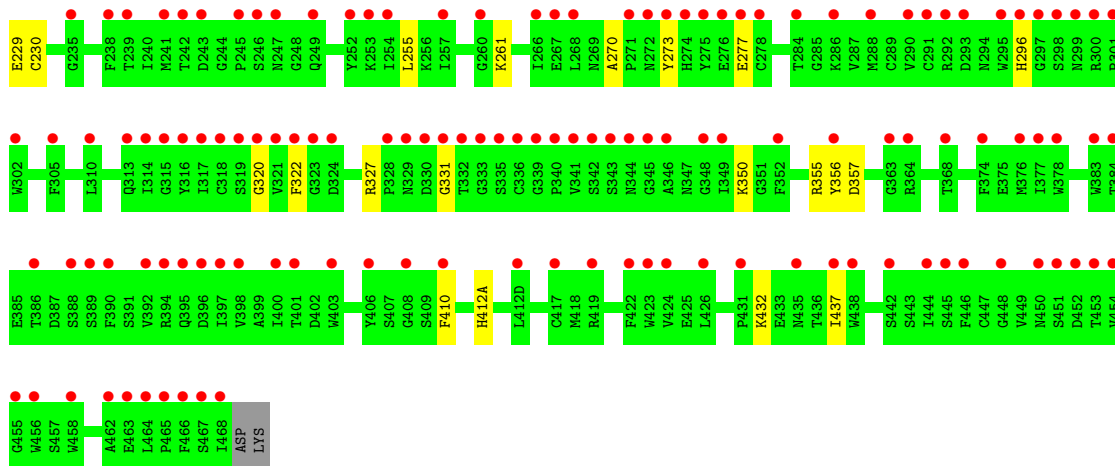 E229 C230 G235 F238 T239 I240 M241 T242 D243 G244 P245 S246 N247 G248 Q249 Y252 K253 I254 L255 K256 I257 G260 K261 I266 E267 L268 N269 A270 P271 N272 Y273 H274 Y275 E276 E277 C278 T284 G285 K286 V287 M288 C289 V290 C291 R292 D293 N294 W295 H296 G297 S298 N299 R300 P301
W302 F305 L310 Q313 I314 G315 Y316 I317 C318 S319 G320 V321 F322 G323 D324 R327 P328 N329 D330 G331 T332 G333 S335 C336 G339 P340 V341 S342 S343 N344 G345 A346 N347 G348 I349 K350 G351 F352 R355 Y356 D357 G363 R364 T368 F374 E375 M376 I377 W378 W383 T384
E385 T386 D387 S388 S389 F390 S391 V392 R394 Q395 D396 I397 V398 A399 I400 T401 D402 W403 Y406 S407 G408 S409 F410 H412A L412D C417 M418 R419 F422 W423 V424 E425 L426 P431 K432 E433 N435 T436 I437 W438 S442 S443 I444 S445 F446 C447 G448 V449 N450 S451 D452 T453 V454
G455 W456 S457 W458 A462 E463 L464 P465 F466 S467 I468 ASP LYS